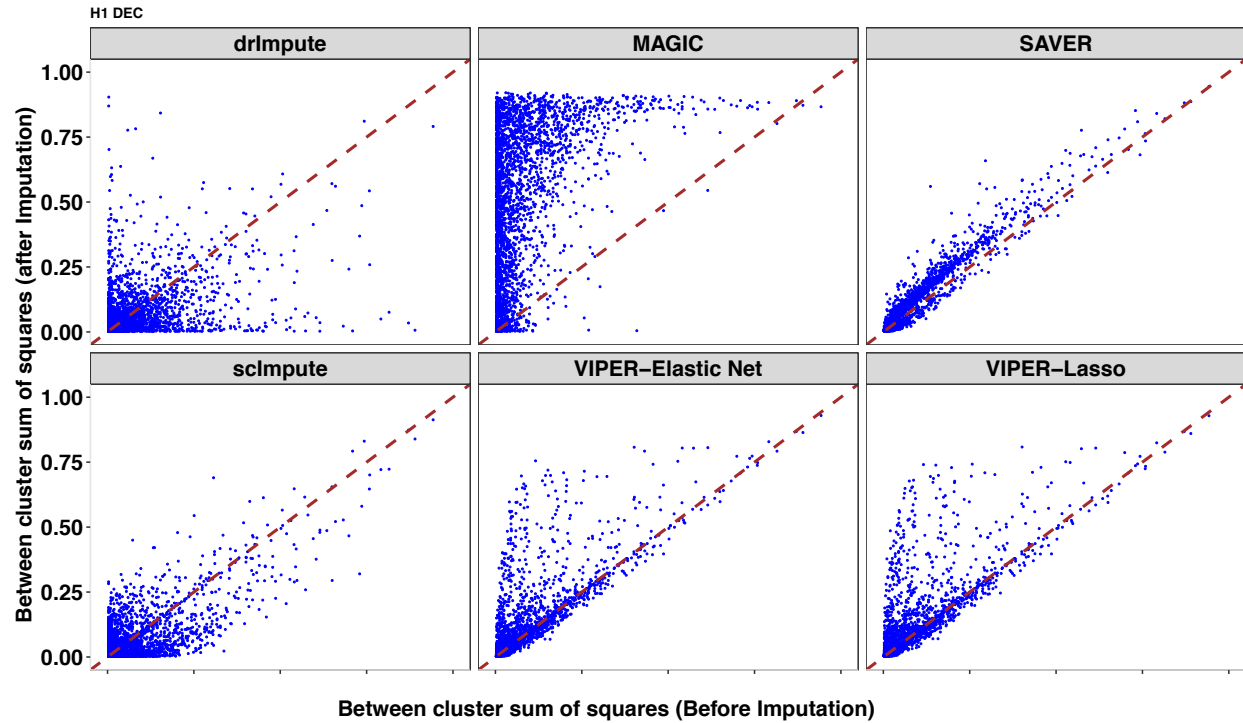 H1 DEC
drImpute
MAGIC
SAVER
Between cluster sum of squares (after Imputation)
1.00
0.75
0.50
0.25
0.00
scImpute
VIPER−Elastic Net
VIPER−Lasso
1.00
0.75
0.50
0.25
0.00
Between cluster sum of squares (Before Imputation)